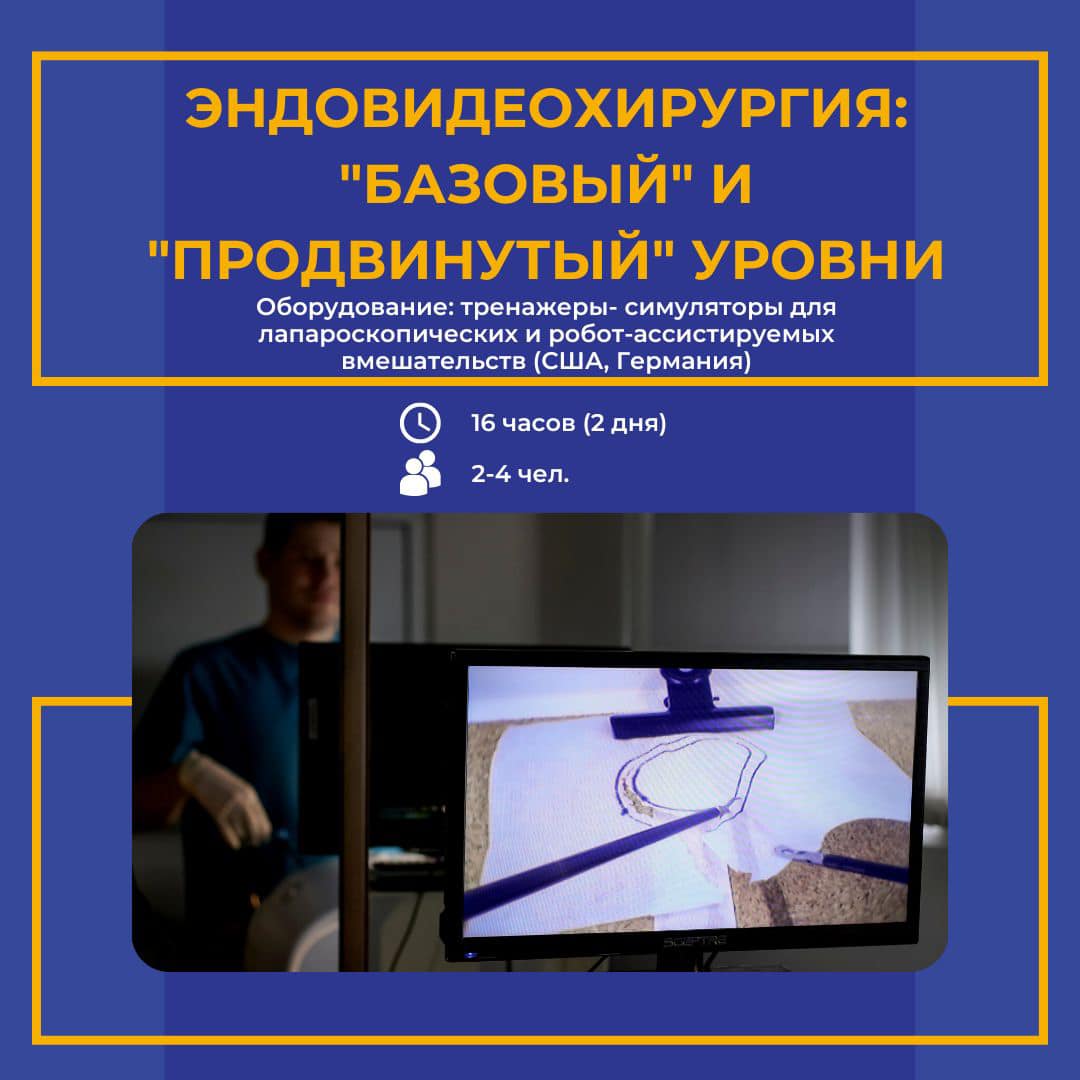 ЭНДОВИДЕОХИРУРГИЯ:
"БАЗОВЫЙ" И
"ПРОДВИНУТЫЙ" УРОВНИ
Оборудование: тренажеры- симуляторы для
лапароскопических и робот-ассистируемых
вмешательств (США, Германия)
16 часов (2 дня)
2-4 чел.
SCEPTRE